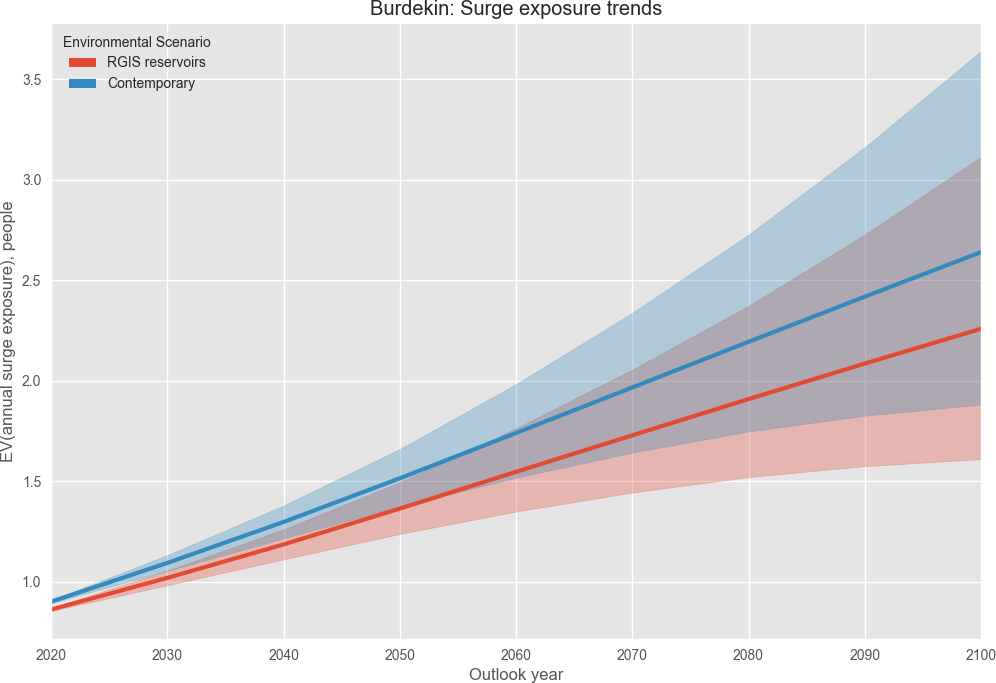 Burdekin: Surge exposure trends
Environmental Scenario
RGIS reservoirs
Contemporary
EV(annual surge exposure), people
3.5
3.0
2.5
2.0
1.5
1.0
2020 2030 2040 2050 2060 2070 2080 2090 2100
Outlook year